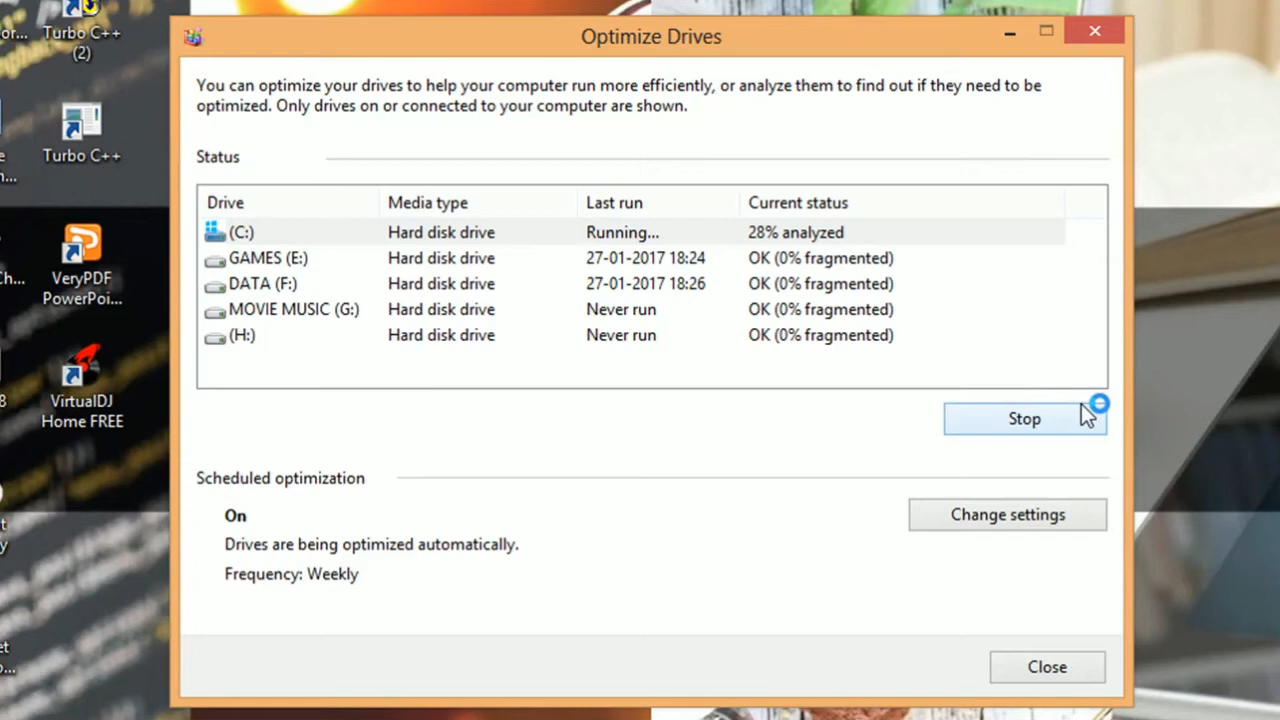 or...
Turbo C++
(2)
Turbo C++
e
n...
Ch...
VeryPDF
PowerPoi...
8
VirtualDJ
Home FREE
Optimize Drives
You can optimize your drives to help your computer run more efficiently, or analyze them to find out if they need to be
optimized. Only drives on or connected to your computer are shown.
Status
Drive Media type Last run Current status
(C:) Hard disk drive Running... 28% analyzed
GAMES (E:) Hard disk drive 27-01-2017 18:24 OK (0% fragmented)
DATA (F:) Hard disk drive 27-01-2017 18:26 OK (0% fragmented)
MOVIE MUSIC (G:) Hard disk drive Never run OK (0% fragmented)
(H:) Hard disk drive Never run OK (0% fragmented)
Stop
Scheduled optimization
On
Change settings
Drives are being optimized automatically.
Frequency: Weekly
Close